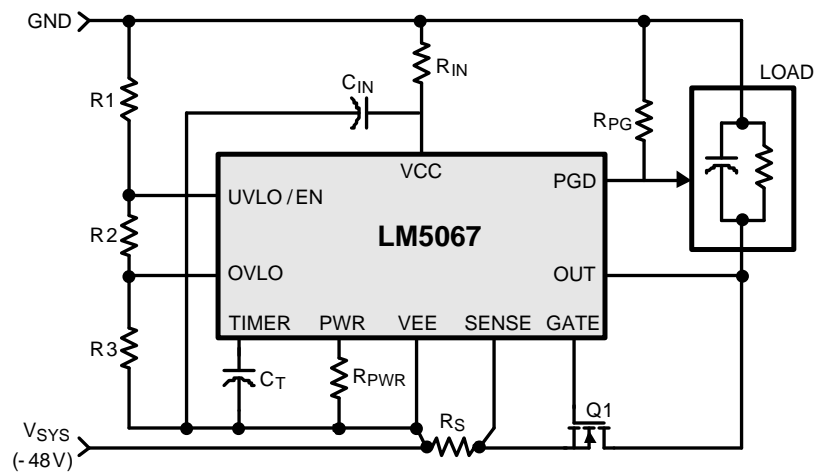 GND
R1
CIN
RIN
RPG
LOAD
VCC
PGD
UVLO / EN
R2
LM5067
OVLO
OUT
TIMER PWR VEE SENSE GATE
R3
CT
RPWR
RS
Q1
VSYS
(-48V)